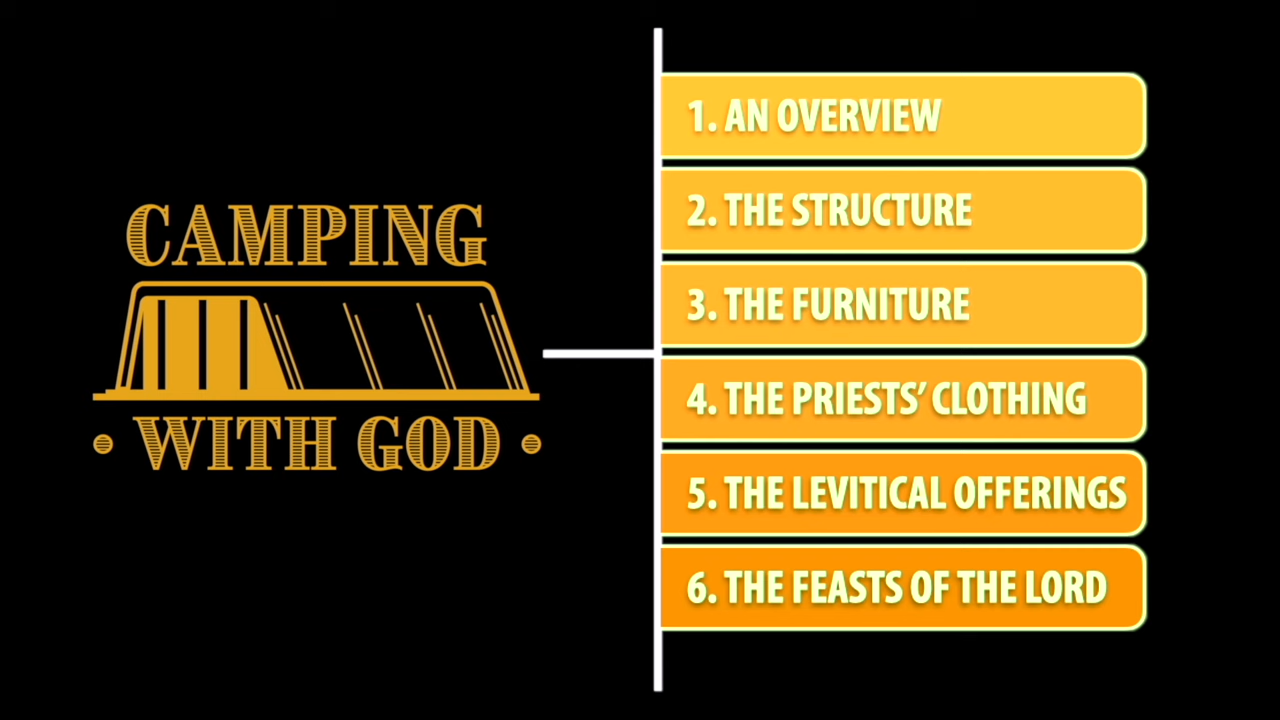 CAMPING
• WITH GOD •
1. AN OVERVIEW
2. THE STRUCTURE
3. THE FURNITURE
4. THE PRIESTS’ CLOTHING
5. THE LEVITICAL OFFERINGS
6. THE FEASTS OF THE LORD